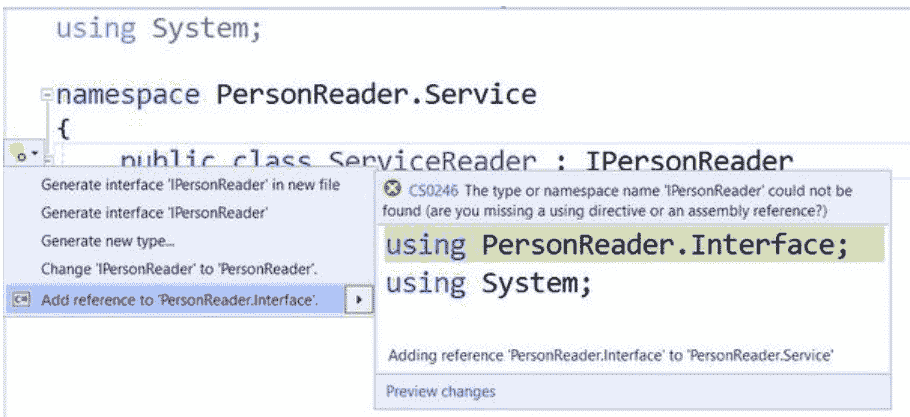 using System;
namespace PersonReader.Service
{
public class ServiceReader : IPersonReader
Generate interface 'IPersonReader' in new file
Generate interface 'IPersonReader'
Generate new type...
Change 'IPersonReader' to 'PersonReader'.
C# Add reference to 'PersonReader.Interface'.
CS0246 The type or namespace name 'IPersonReader' could not be
found (are you missing a using directive or an assembly reference?)
using PersonReader.Interface;
using System;
Adding reference 'PersonReader.Interface' to 'PersonReader.Service'
Preview changes